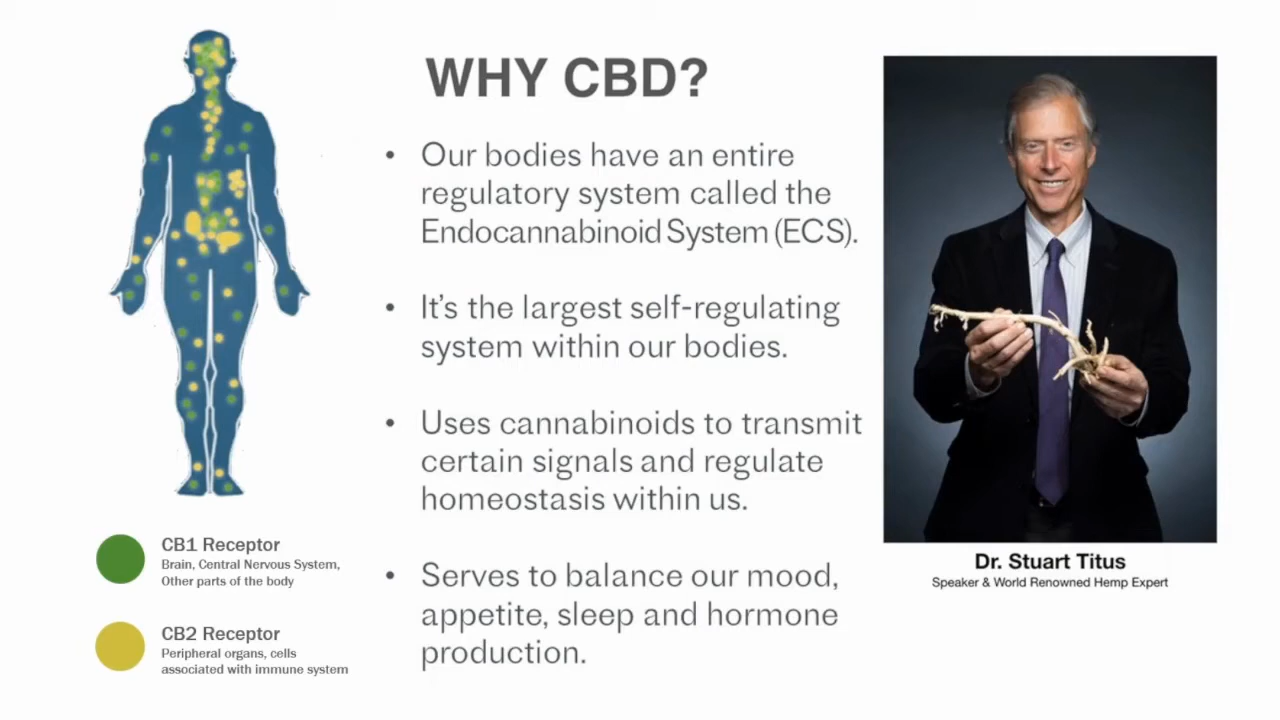 WHY CBD?
• Our bodies have an entire
regulatory system called the
Endocannabinoid System (ECS).
• It's the largest self-regulating
system within our bodies.
• Uses cannabinoids to transmit
certain signals and regulate
homeostasis within us.
• Serves to balance our mood,
appetite, sleep and hormone
production.
CB1 Receptor
Brain, Central Nervous System,
Other parts of the body
CB2 Receptor
Peripheral organs, cells
associated with immune system
Dr. Stuart Titus
Speaker & World Renowned Hemp Expert